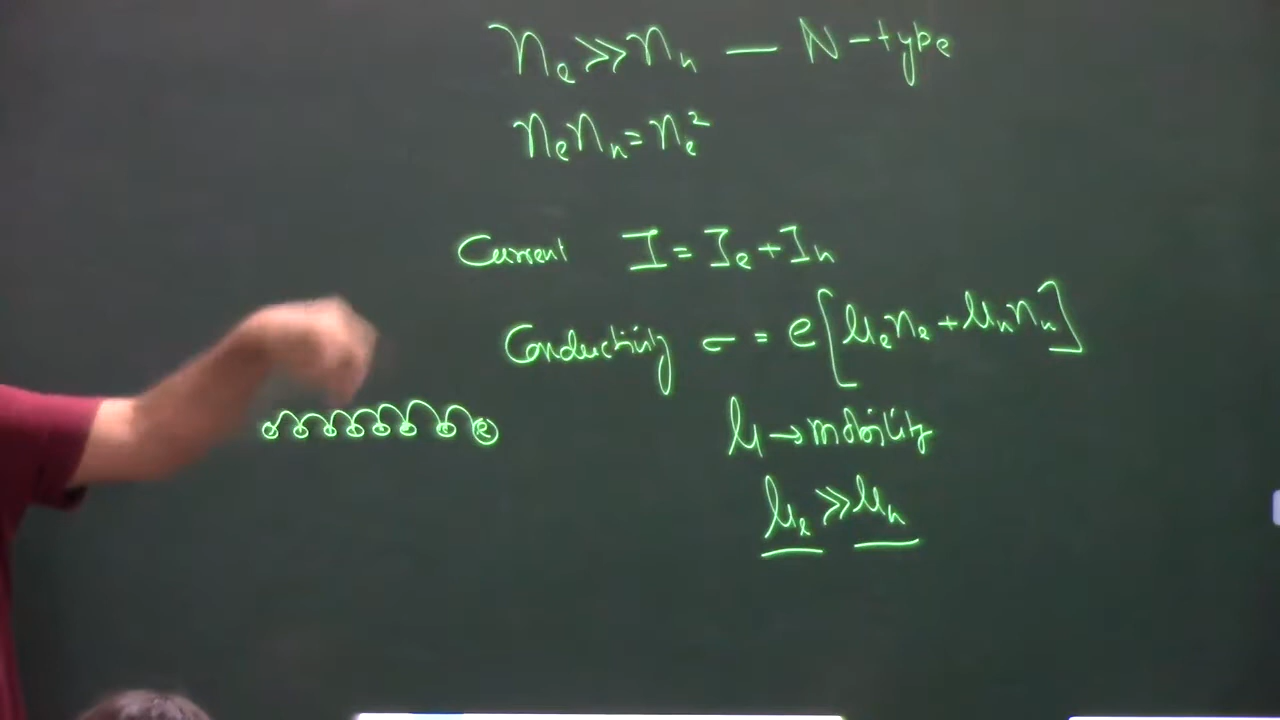 nₑ ≫ nₕ — N-type
nₑnₕ = nₑ²
Current I = Iₑ + Iₕ
Conductivity σ = e[μₑnₑ + μₕnₕ]
μ → mobility
e
μₑ ≫ μₕ